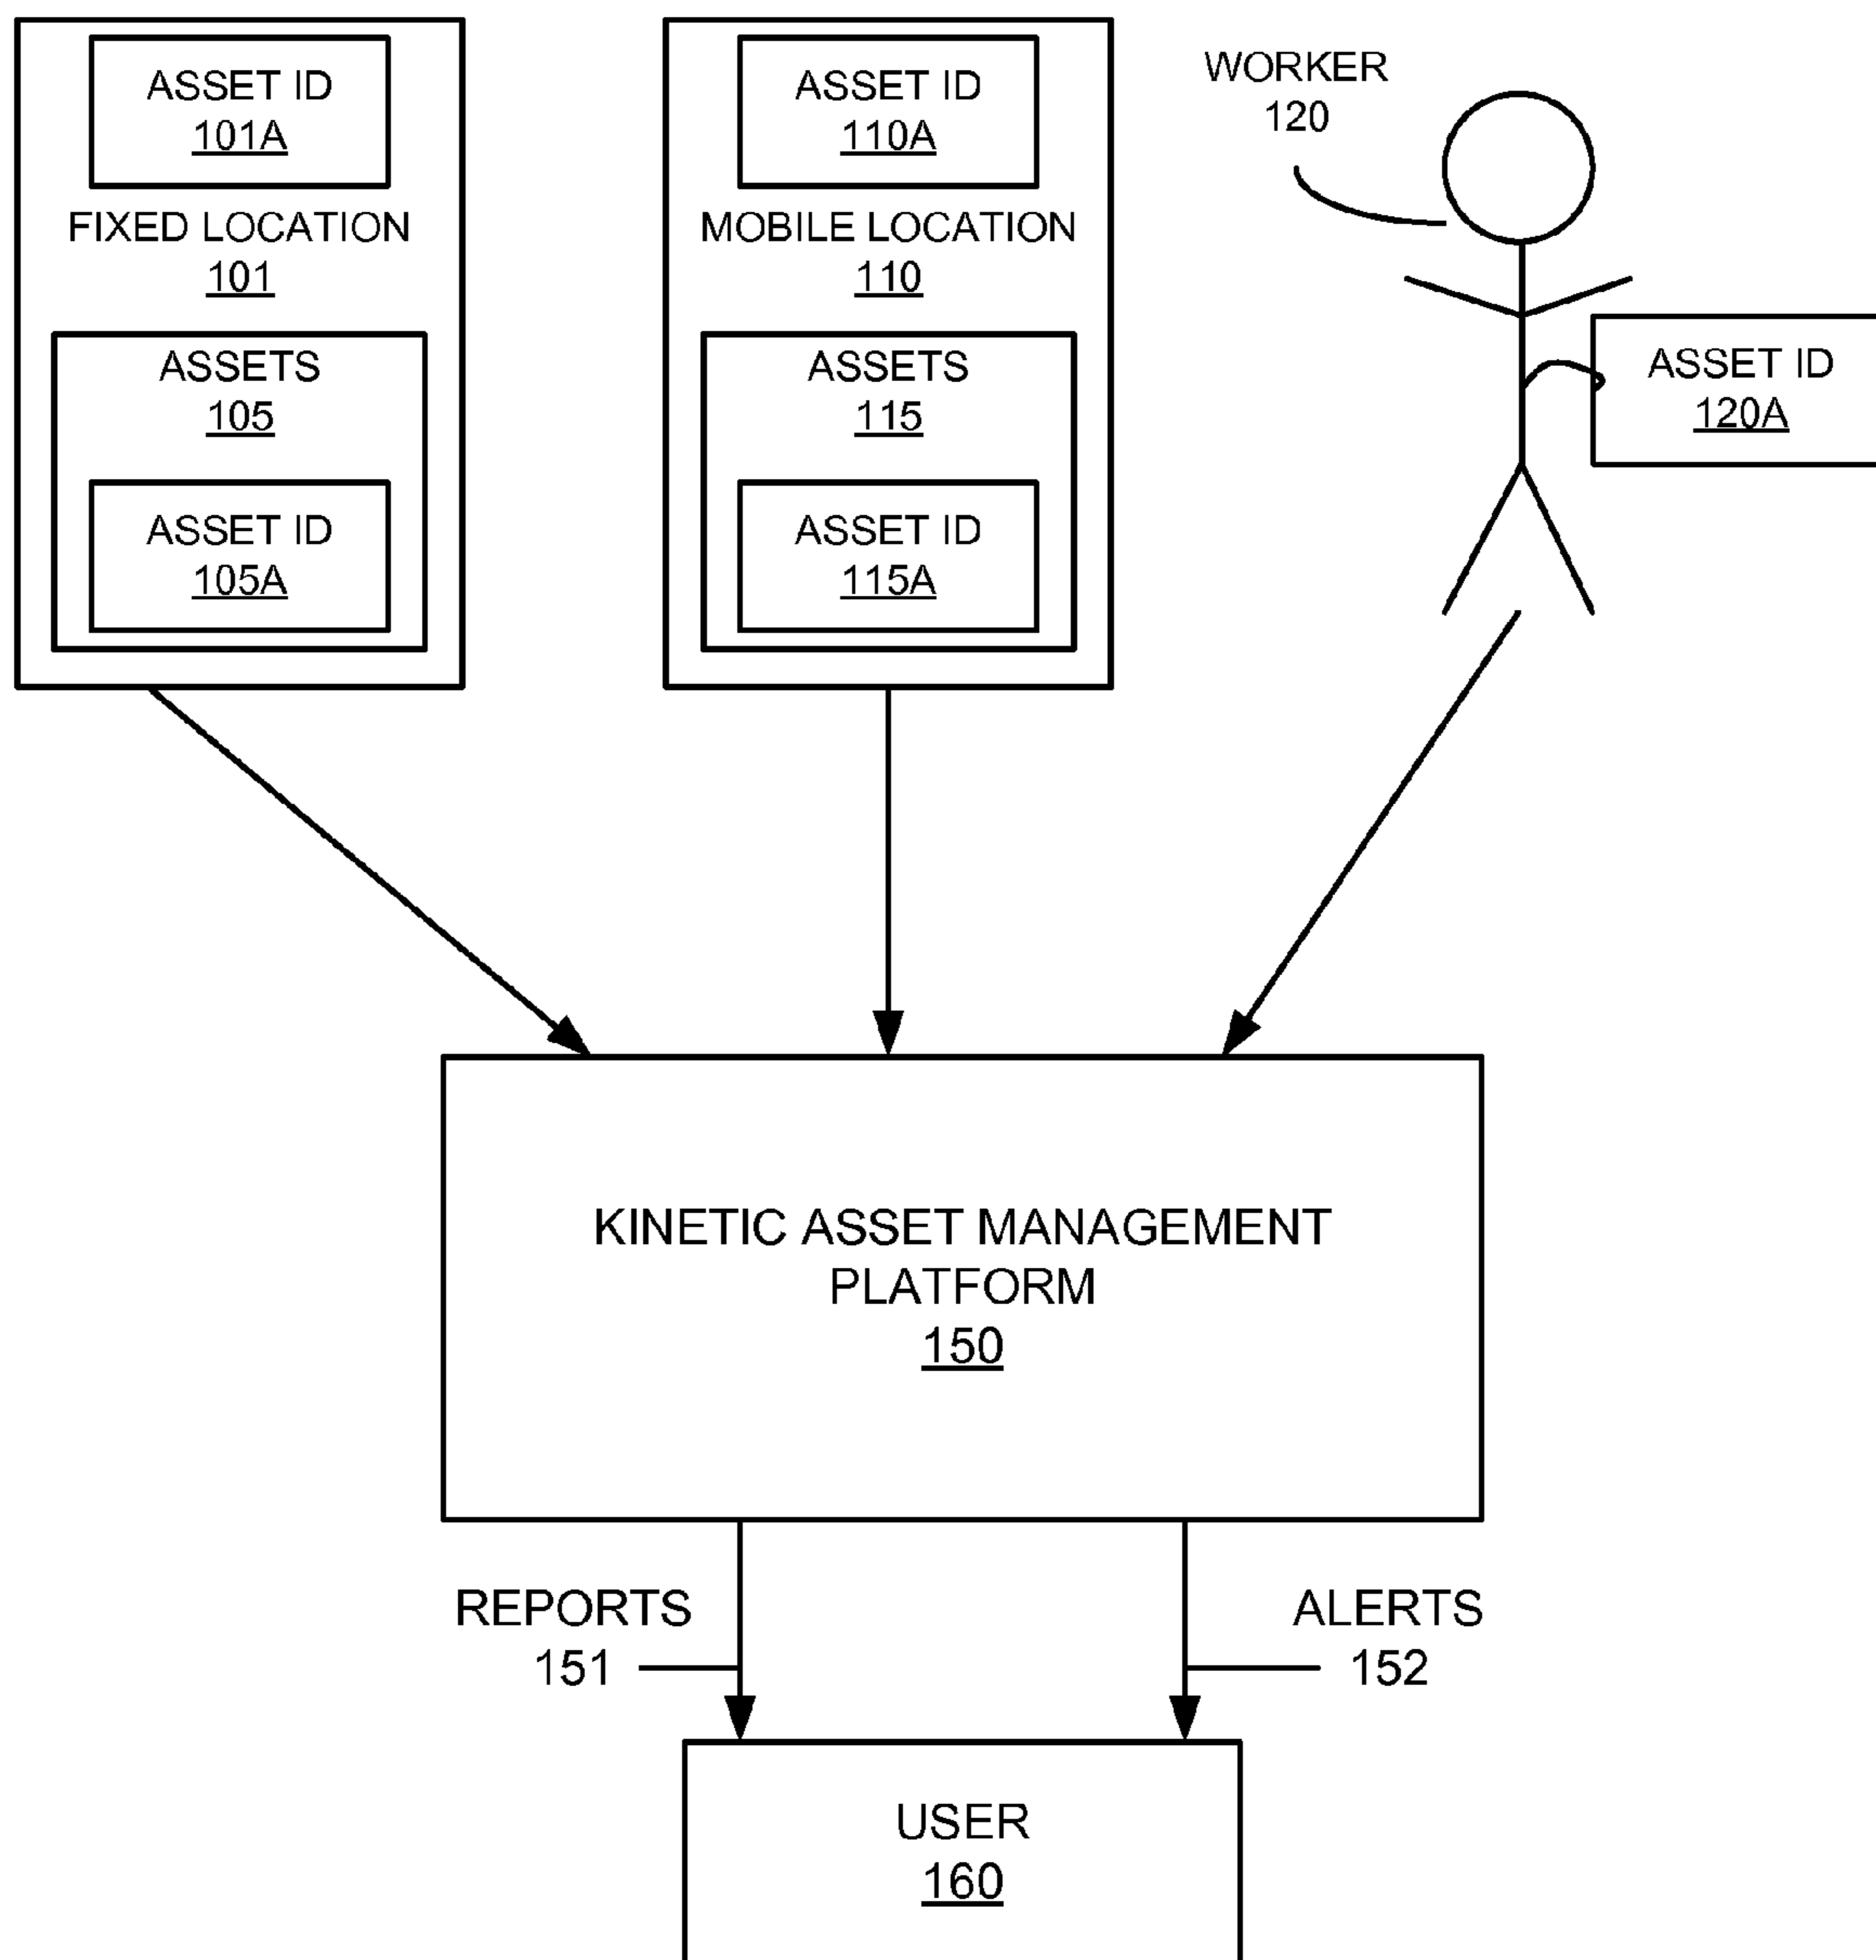 ASSET ID
101A
FIXED LOCATION
101
ASSETS
105
ASSET ID
105A
ASSET ID
110A
MOBILE LOCATION
110
ASSETS
115
ASSET ID
115A
WORKER
120
ASSET ID
120A
KINETIC ASSET MANAGEMENT
PLATFORM
150
REPORTS
151
ALERTS
152
USER
160